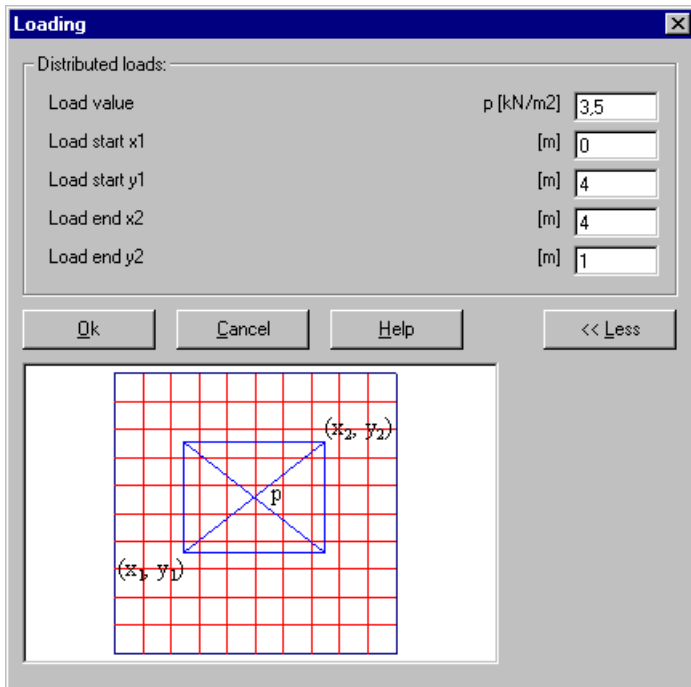 Loading
Distributed loads:
Load value p [kN/m2] 3,5
Load start x1 [m] 0
Load start y1 [m] 4
Load end x2 [m] 4
Load end y2 [m] 1
Ok Cancel Help << Less
(x₂, y₂)
p
(x₁, y₁)